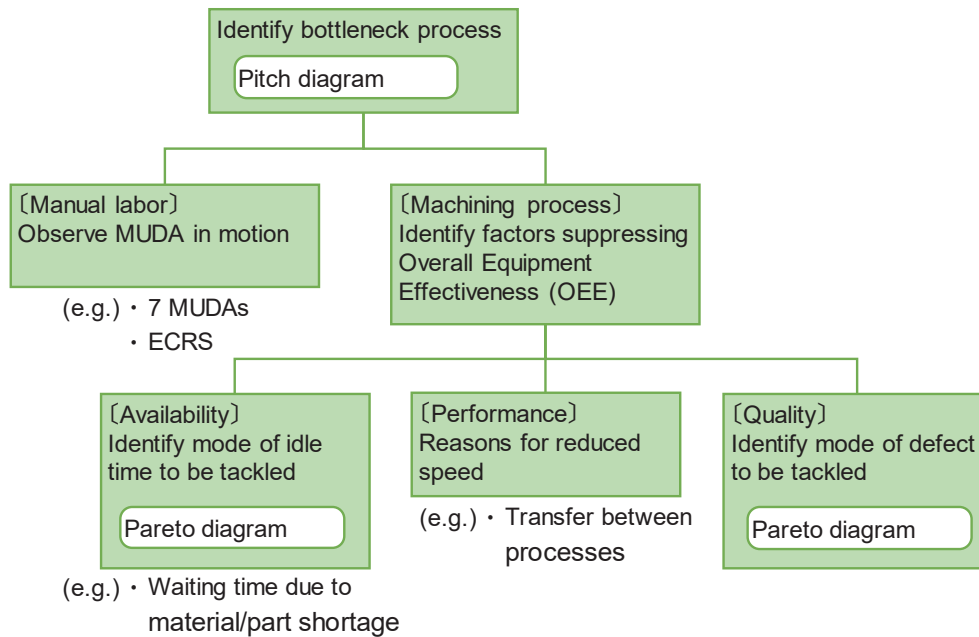 Identify bottleneck process
Pitch diagram
〔Manual labor〕
Observe MUDA in motion
(e.g.)・7 MUDAs
・ECRS
〔Machining process〕
Identify factors suppressing
Overall Equipment
Effectiveness (OEE)
〔Availability〕
Identify mode of idle
time to be tackled
Pareto diagram
(e.g.)・Waiting time due to
material/part shortage
〔Performance〕
Reasons for reduced
speed
(e.g.)・Transfer between
processes
〔Quality〕
Identify mode of defect
to be tackled
Pareto diagram